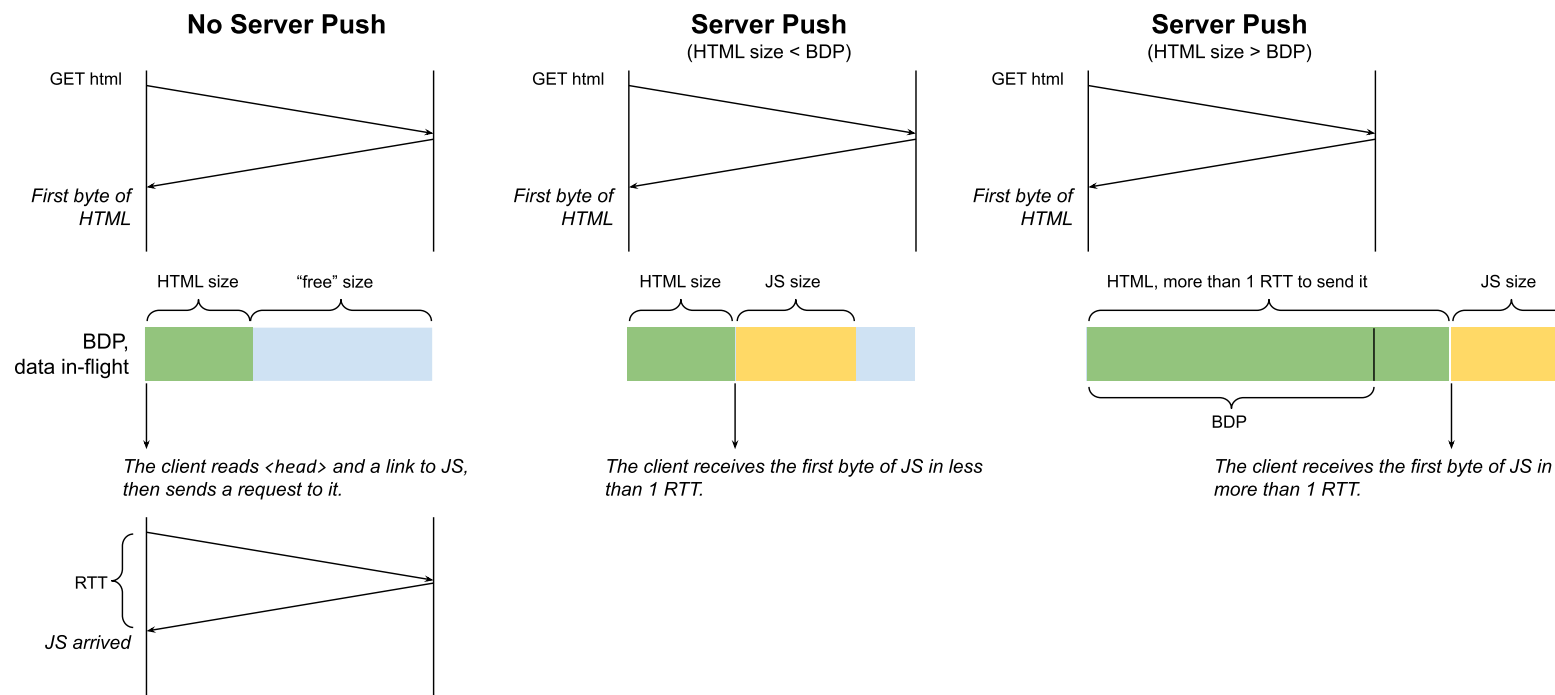 No Server Push
GET html
First byte of
HTML
HTML size
“free” size
BDP,
data in-flight
The client reads <head> and a link to JS,
then sends a request to it.
RTT
JS arrived
Server Push
(HTML size < BDP)
GET html
First byte of
HTML
HTML size
JS size
The client receives the first byte of JS in less
than 1 RTT.
Server Push
(HTML size > BDP)
GET html
First byte of
HTML
HTML, more than 1 RTT to send it
JS size
BDP
The client receives the first byte of JS in
more than 1 RTT.